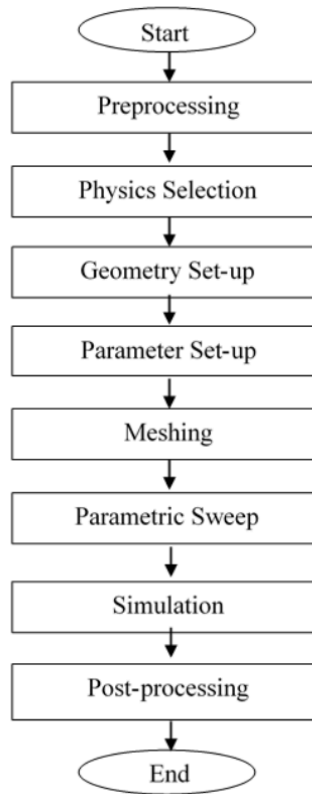 Start
Preprocessing
Physics Selection
Geometry Set-up
Parameter Set-up
Meshing
Parametric Sweep
Simulation
Post-processing
End